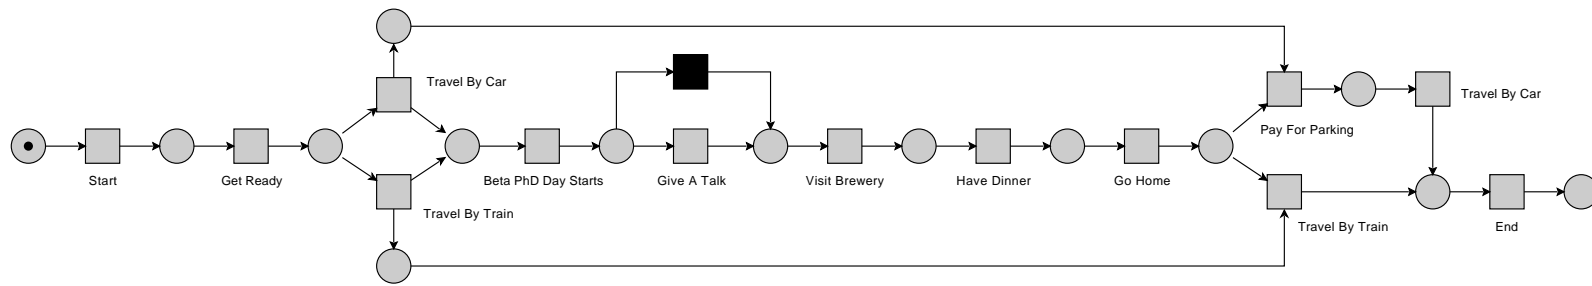 Travel By Car
Travel By Car
Pay For Parking
Start
Get Ready
Beta PhD Day Starts
Give A Talk
Visit Brewery
Have Dinner
Go Home
Travel By Train
Travel By Train
End